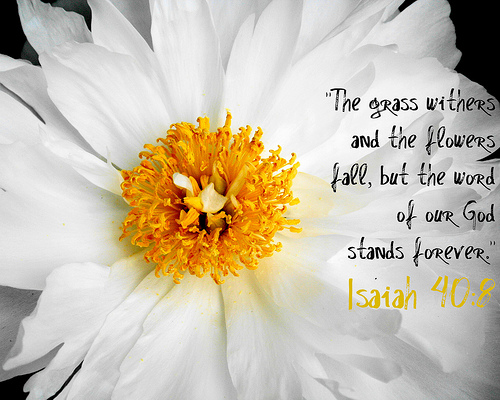 "The grass withers
and the flowers
fall, but the word
of our God
stands forever."
Isaiah 40:8